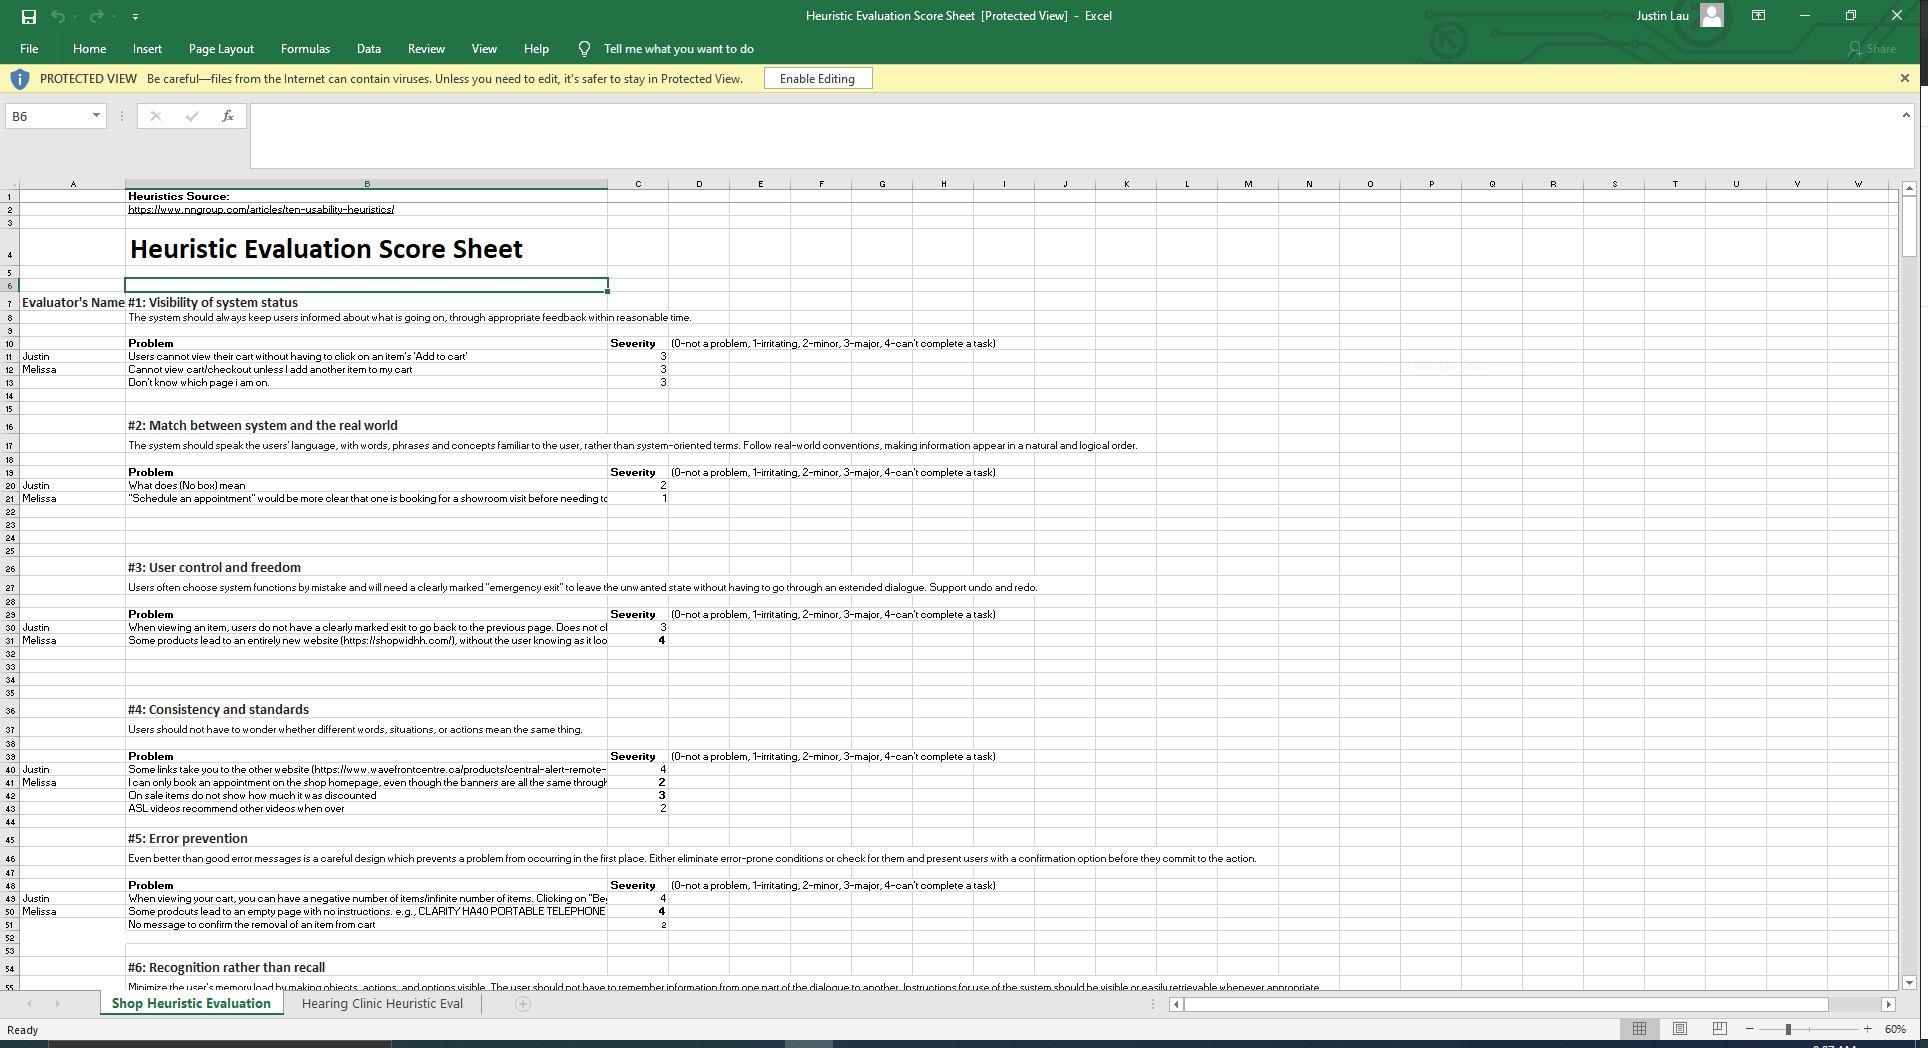 Heuristic Evaluation Score Sheet [Protected View] - Excel
Justin Lau
File Home Insert Page Layout Formulas Data Review View Help Tell me what you want to do
Share
PROTECTED VIEW Be careful—files from the Internet can contain viruses. Unless you need to edit, it's safer to stay in Protected View. Enable Editing
B6
fx
A B C D E F G H I J K L M N O P Q R S T U V W
1 Heuristics Source:
2 https://www.nngroup.com/articles/ten-usability-heuristics/
3
4 Heuristic Evaluation Score Sheet
5
6
7 Evaluator's Name #1: Visibility of system status
8 The system should always keep users informed about what is going on, through appropriate feedback within reasonable time.
9
10 Problem Severity (0-not a problem, 1-irritating, 2-minor, 3-major, 4-can't complete a task)
11 Justin Users cannot view their cart without having to click on an item's 'Add to cart' 3
12 Melissa Cannot view cart/checkout unless I add another item to my cart 3
13 Don't know which page i am on. 3
14
15
16 #2: Match between system and the real world
17 The system should speak the users' language, with words, phrases and concepts familiar to the user, rather than system-oriented terms. Follow real-world conventions, making information appear in a natural and logical order.
18
19 Problem Severity (0-not a problem, 1-irritating, 2-minor, 3-major, 4-can't complete a task)
20 Justin What does (No box) mean 2
21 Melissa "Schedule an appointment" would be more clear that one is booking for a showroom visit before needing to 1
22
23
24
25
26 #3: User control and freedom
27 Users often choose system functions by mistake and will need a clearly marked "emergency exit" to leave the unwanted state without having to go through an extended dialogue. Support undo and redo.
28
29 Problem Severity (0-not a problem, 1-irritating, 2-minor, 3-major, 4-can't complete a task)
30 Justin When viewing an item, users do not have a clearly marked exit to go back to the previous page. Does not cl 3
31 Melissa Some products lead to an entirely new website (https://shopwidhh.com/), without the user knowing as it loo 4
32
33
34
35
36 #4: Consistency and standards
37 Users should not have to wonder whether different words, situations, or actions mean the same thing.
38
39 Problem Severity (0-not a problem, 1-irritating, 2-minor, 3-major, 4-can't complete a task)
40 Justin Some links take you to the other website (https://www.wavefrontcentre.ca/products/central-alert-remote- 4
41 Melissa I can only book an appointment on the shop homepage, even though the banners are all the same through 2
42 On sale items do not show how much it was discounted 3
43 ASL videos recommend other videos when over 2
44
45 #5: Error prevention
46 Even better than good error messages is a careful design which prevents a problem from occurring in the first place. Either eliminate error-prone conditions or check for them and present users with a confirmation option before they commit to the action.
47
48 Problem Severity (0-not a problem, 1-irritating, 2-minor, 3-major, 4-can't complete a task)
49 Justin When viewing your cart, you can have a negative number of items/infinite number of items. Clicking on "Be 4
50 Melissa Some prodcuts lead to an empty page with no instructions. e.g., CLARITY HA40 PORTABLE TELEPHONE 4
51 No message to confirm the removal of an item from cart 2
52
53
54 #6: Recognition rather than recall
55 Minimize the user's memory load by making objects, actions, and options visible. The user should not have to remember information from one part of the dialogue to another. Instructions for use of the system should be visible or easily retrievable whenever appropriate.
Shop Heuristic Evaluation Hearing Clinic Heuristic Eval
Ready
60%